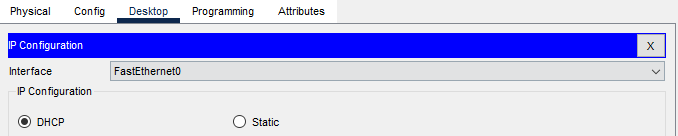 Physical Config Desktop Programming Attributes
IP Configuration X
Interface FastEthernet0
IP Configuration
DHCP Static